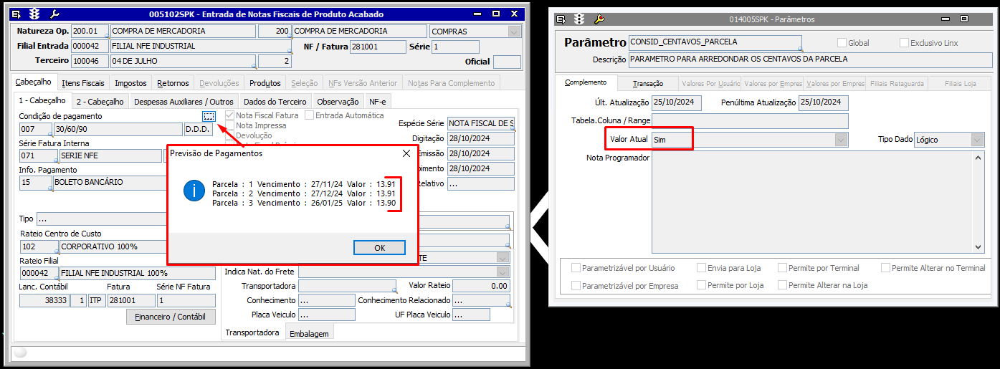 005102SPK - Entrada de Notas Fiscais de Produto Acabado
Natureza Op. 200.01 COMPRA DE MERCADORIA 200 COMPRA DE MERCADORIA COMPRAS
Filial Entrada 000042 FILIAL NFE INDUSTRIAL NF / Fatura 281001 Série 1
Terceiro 100046 04 DE JULHO 2 Oficial
Cabeçalho Itens Fiscais Impostos Retornos Devoluções Produtos Seleção NFs Versão Anterior Notas Para Complemento
1 - Cabeçalho 2 - Cabeçalho Despesas Auxiliares / Outros Dados do Terceiro Observação NF-e
Condição de pagamento ... Nota Fiscal Fatura Entrada Automática
007 30/60/90 D.D.D. Nota Impressa Espécie Série NOTA FISCAL DE S
Devolução Digitação 28/10/2024
Série Fatura Interna
071 SERIE NFE Emissão 28/10/2024
Info. Pagamento bimento 28/10/2024
15 BOLETO BANCÁRIO Relativo ...
Previsão de Pagamentos
Parcela : 1 Vencimento : 27/11/24 Valor : 13.91
Parcela : 2 Vencimento : 27/12/24 Valor : 13.91
Parcela : 3 Vencimento : 26/01/25 Valor : 13.90
OK
Tipo ...
Rateio Centro de Custo
102 CORPORATIVO 100%
Rateio Filial TE
000042 FILIAL NFE INDUSTRIAL 100% Indica Nat. do Frete
Lanc. Contábil Fatura Série NF Fatura Transportadora Valor Rateio 0.00
38333 1 ITP 281001 1 Conhecimento ... Conhecimento Relacionado ...
Financeiro / Contábil Placa Veiculo ... UF Placa Veiculo ...
Transportadora Embalagem
014005SPK - Parâmetros
Parâmetro CONSID_CENTAVOS_PARCELA Global Exclusivo Linx
Descrição PARAMETRO PARA ARREDONDAR OS CENTAVOS DA PARCELA
Complemento Transação Valores Por Usuário Valores por Empres Valores por Empres Filiais Retaguarda Filiais Loja
Últ. Atualização 25/10/2024 Penúltima Atualização 25/10/2024
Tabela.Coluna / Range
Valor Atual Sim Tipo Dado Lógico
Nota Programador
Parametrizável por Usuário Envia para Loja Permite por Terminal Permite Alterar no Terminal
Parametrizável por Empresa Permite por Loja Permite Alterar na Loja